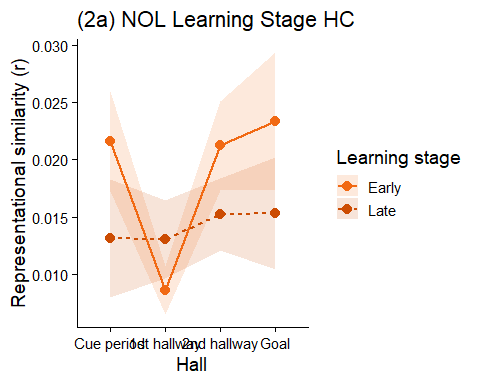 (2a) NOL Learning Stage HC
Representational similarity (r)
0.030
0.025
0.020
0.015
0.010
Cue period 1st hallway 2nd hallway Goal
Hall
Learning stage
Early
Late